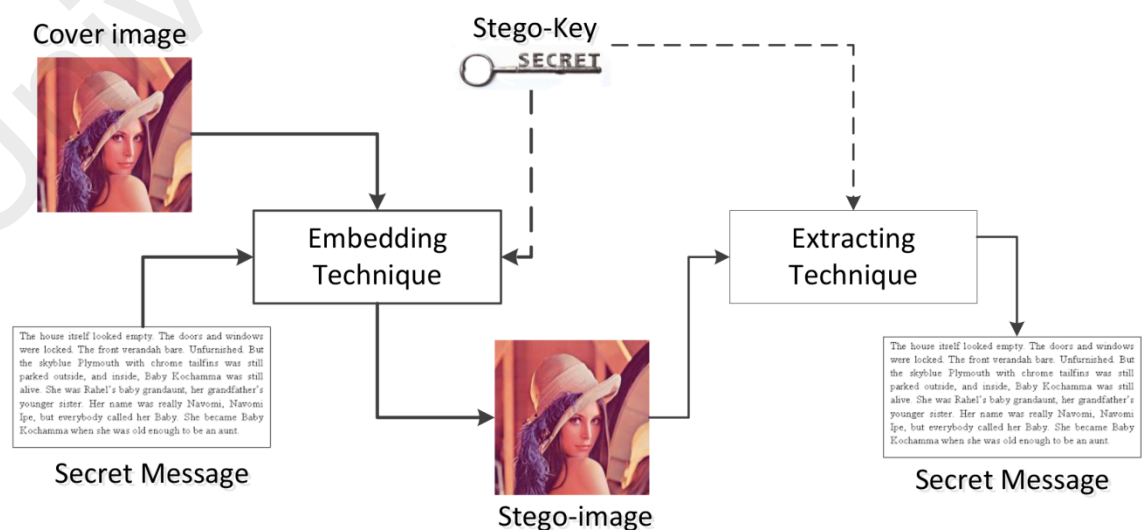 Cover image
Stego-Key
SECRET
Embedding
Technique
Extracting
Technique
The house itself looked empty. The doors and windows
were locked. The front verandah bare. Unfurnished. But
the skyblue Plymouth with chrome tailfins was still
parked outside, and inside, Baby Kochamma was still
alive. She was Rahel's baby grandaunt, her grandfather's
younger sister. Her name was really Navomi, Navomi
Ipe, but everybody called her Baby. She became Baby
Kochamma when she was old enough to be an aunt.
Secret Message
Stego-image
The house itself looked empty. The doors and windows
were locked. The front verandah bare. Unfurnished. But
the skyblue Plymouth with chrome tailfins was still
parked outside, and inside, Baby Kochamma was still
alive. She was Rahel's baby grandaunt, her grandfather's
younger sister. Her name was really Navomi, Navomi
Ipe, but everybody called her Baby. She became Baby
Kochamma when she was old enough to be an aunt.
Secret Message